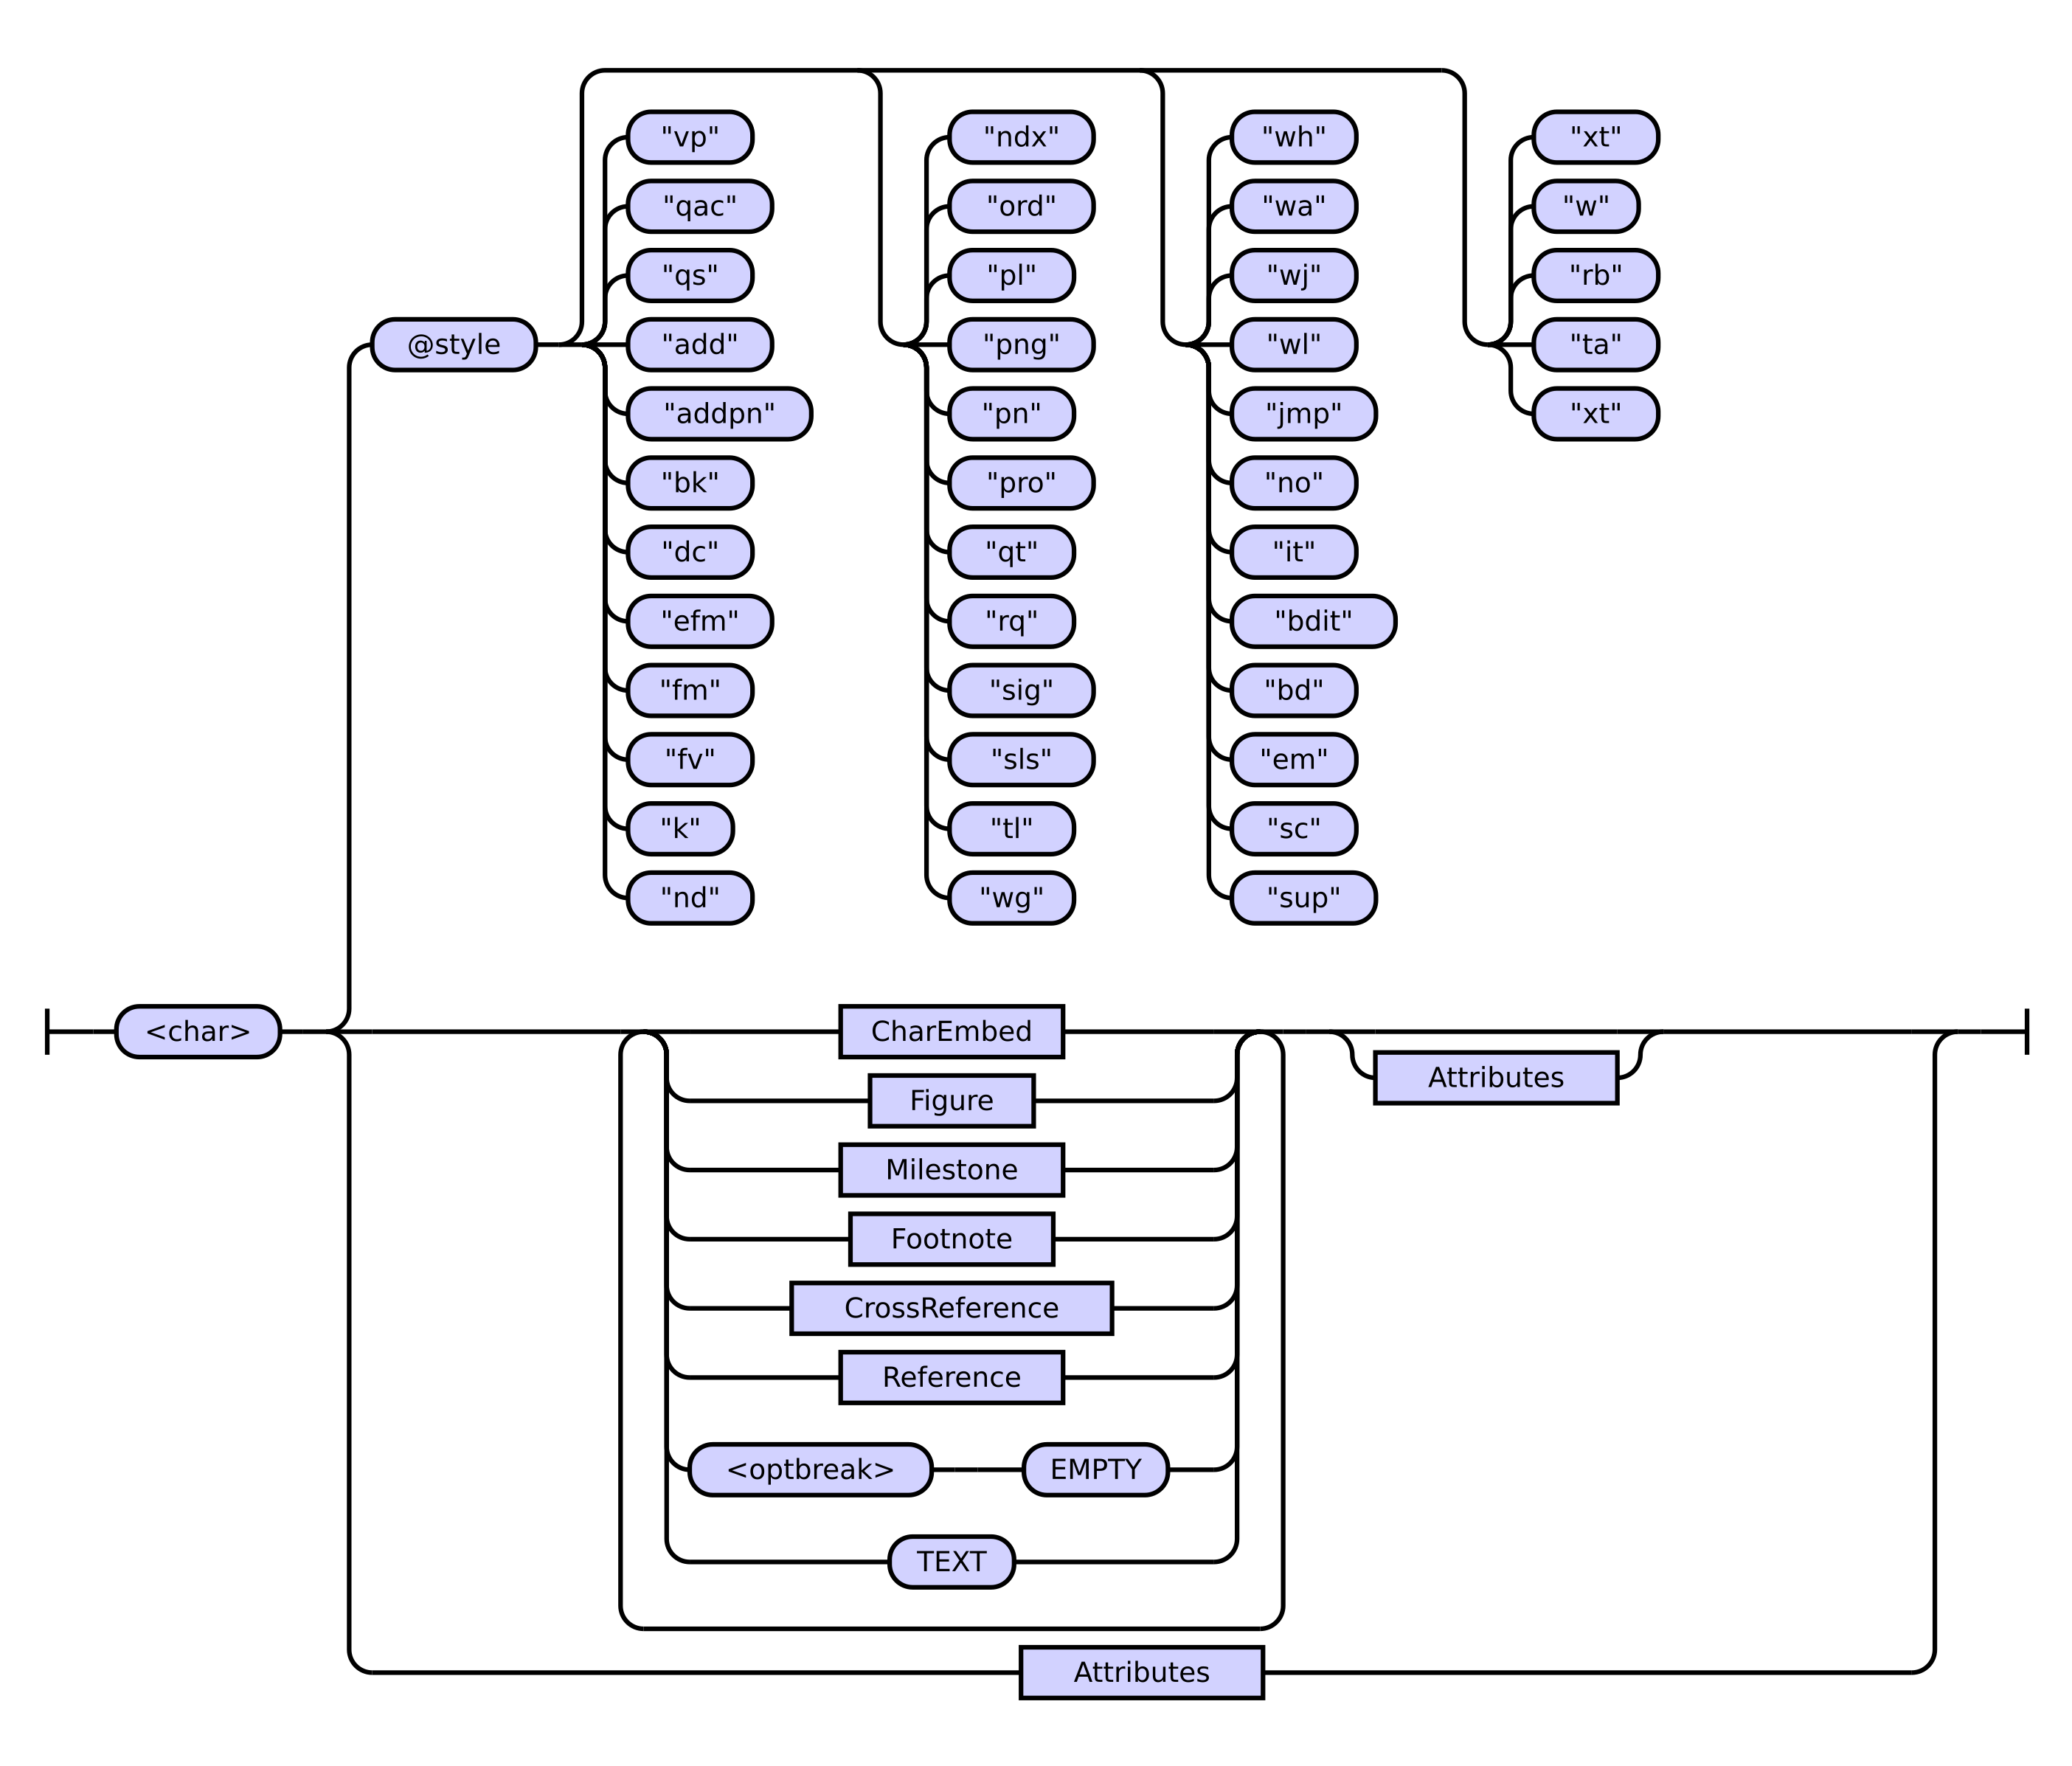 "vp" "ndx" "wh" "xt"
"qac" "ord" "wa" "w"
"qs" "pl" "wj" "rb"
@style "add" "png" "wl" "ta"
"addpn" "pn" "jmp" "xt"
"bk" "pro" "no"
"dc" "qt" "it"
"efm" "rq" "bdit"
"fm" "sig" "bd"
"fv" "sls" "em"
"k" "tl" "sc"
"nd" "wg" "sup"
<char> CharEmbed
Attributes
Figure
Milestone
Footnote
CrossReference
Reference
<optbreak> EMPTY
TEXT
Attributes